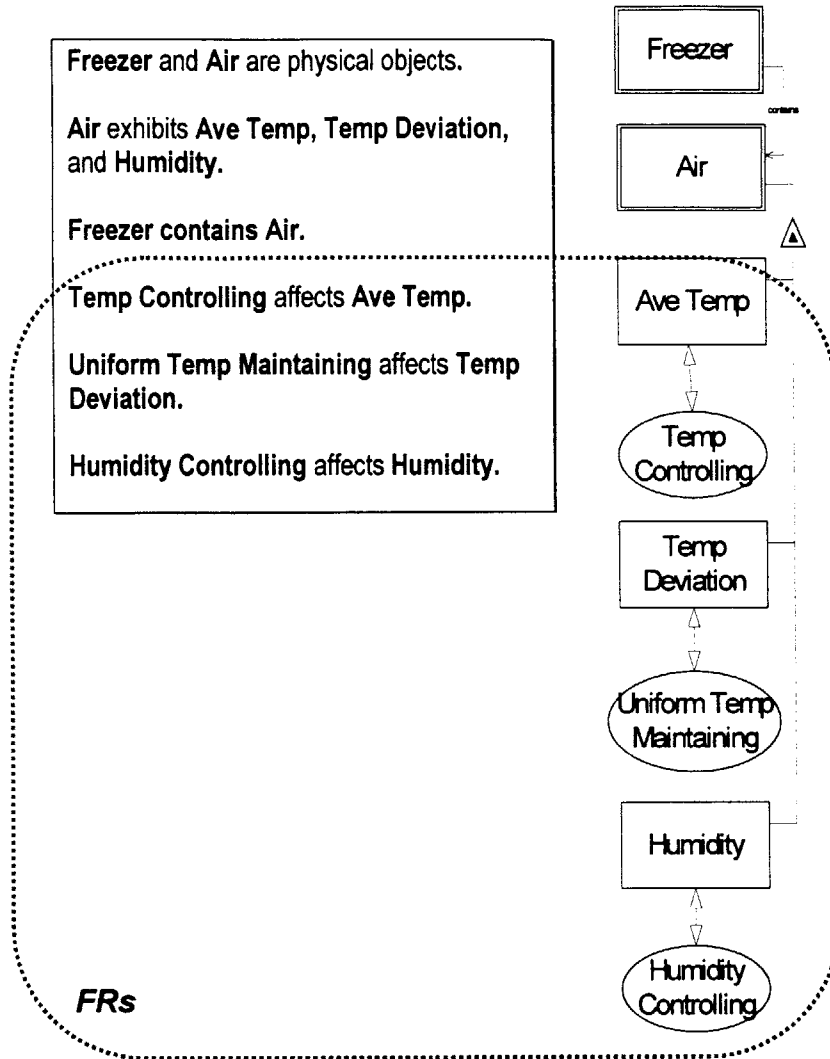 Freezer and Air are physical objects.
Air exhibits Ave Temp, Temp Deviation,
and Humidity.
Freezer contains Air.
Temp Controlling affects Ave Temp.
Uniform Temp Maintaining affects Temp
Deviation.
Humidity Controlling affects Humidity.
Freezer
contains
Air
Ave Temp
Temp
Controlling
Temp
Deviation
Uniform Temp
Maintaining
Humidity
Humidity
Controlling
FRs